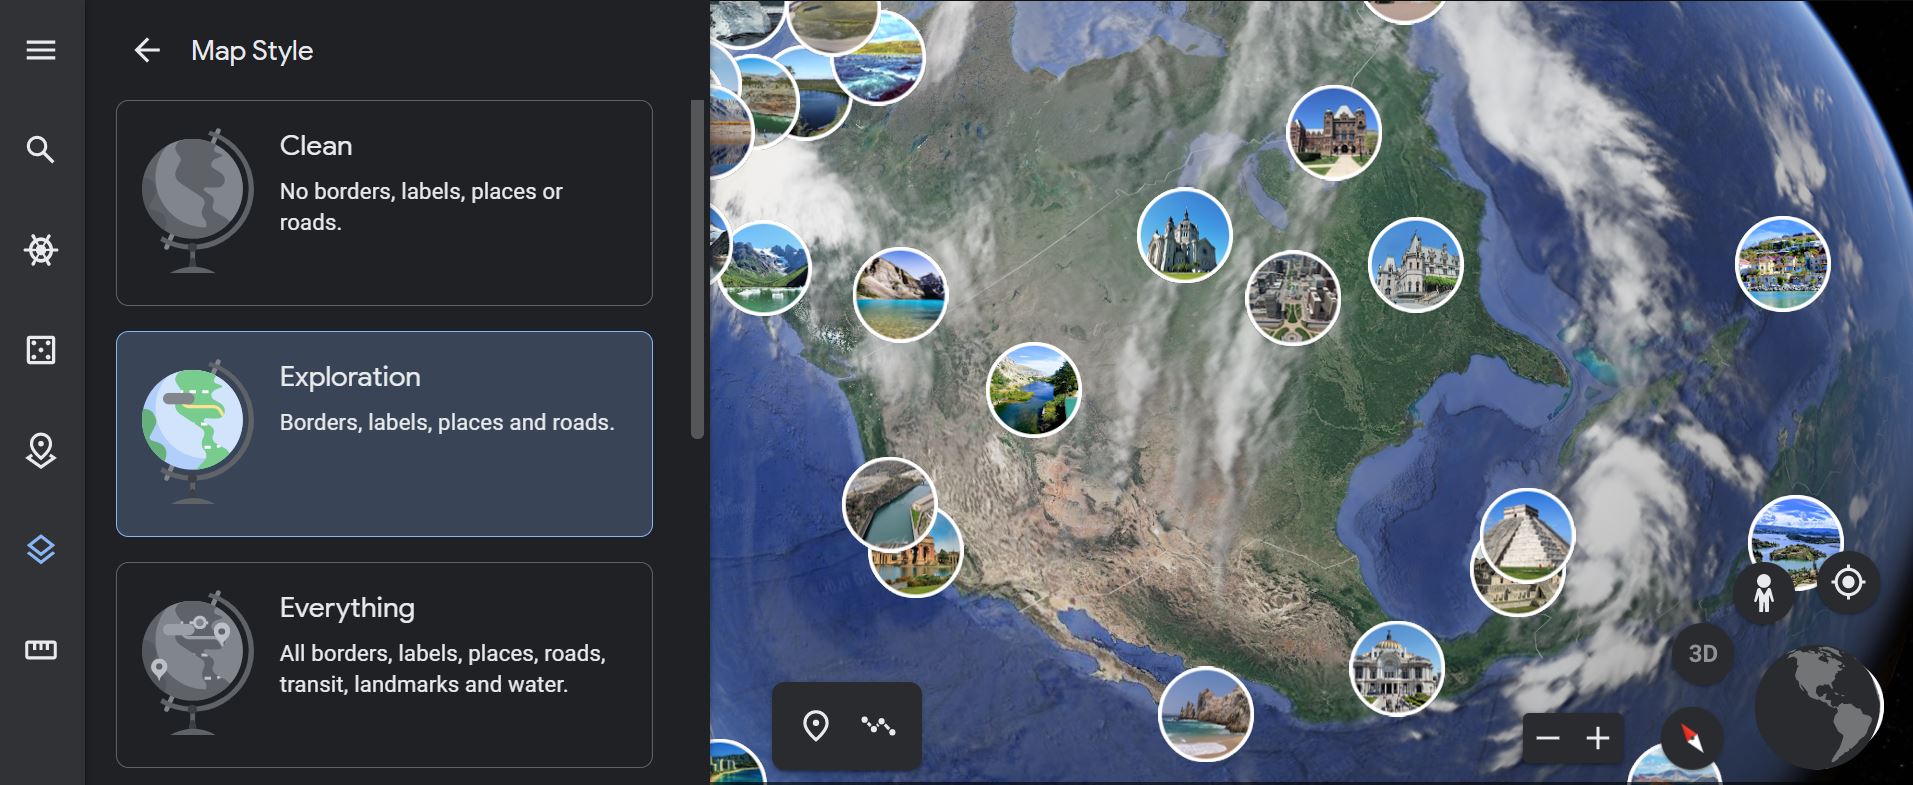 Map Style
Clean
No borders, labels, places or
roads.
Exploration
Borders, labels, places and roads.
Everything
All borders, labels, places, roads,
transit, landmarks and water.
3D